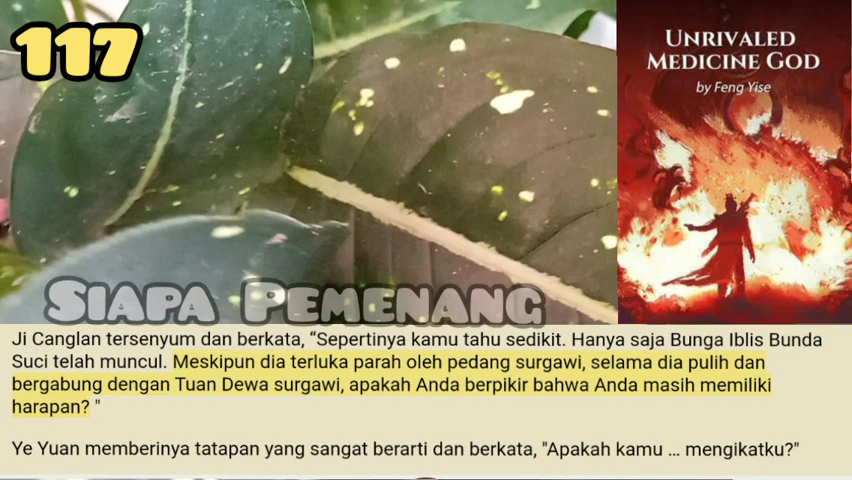 117
UNRIVALED
MEDICINE GOD
by Feng Yise
SIAPA PEMENANG
Ji Canglan tersenyum dan berkata, “Sepertinya kamu tahu sedikit. Hanya saja Bunga Iblis Bunda
Suci telah muncul. Meskipun dia terluka parah oleh pedang surgawi, selama dia pulih dan
bergabung dengan Tuan Dewa surgawi, apakah Anda berpikir bahwa Anda masih memiliki
harapan? "
Ye Yuan memberinya tatapan yang sangat berarti dan berkata, "Apakah kamu ... mengikatku?"